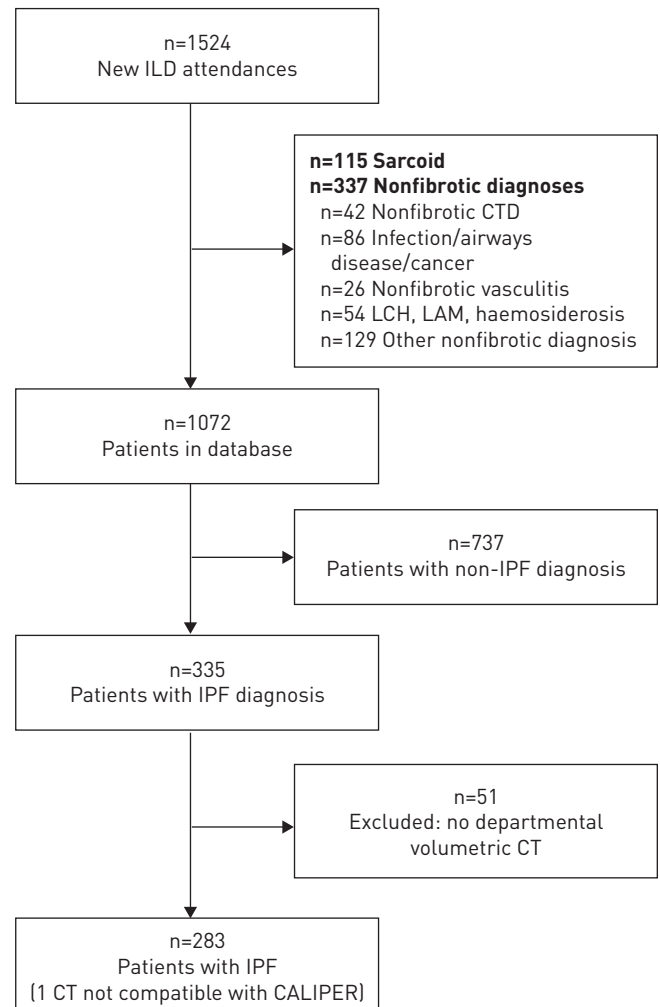 n=1524
New ILD attendances
n=115 Sarcoid
n=337 Nonfibrotic diagnoses
n=42 Nonfibrotic CTD
n=86 Infection/airways
disease/cancer
n=26 Nonfibrotic vasculitis
n=54 LCH, LAM, haemosiderosis
n=129 Other nonfibrotic diagnosis
n=1072
Patients in database
n=737
Patients with non-IPF diagnosis
n=335
Patients with IPF diagnosis
n=51
Excluded: no departmental
volumetric CT
n=283
Patients with IPF
(1 CT not compatible with CALIPER)